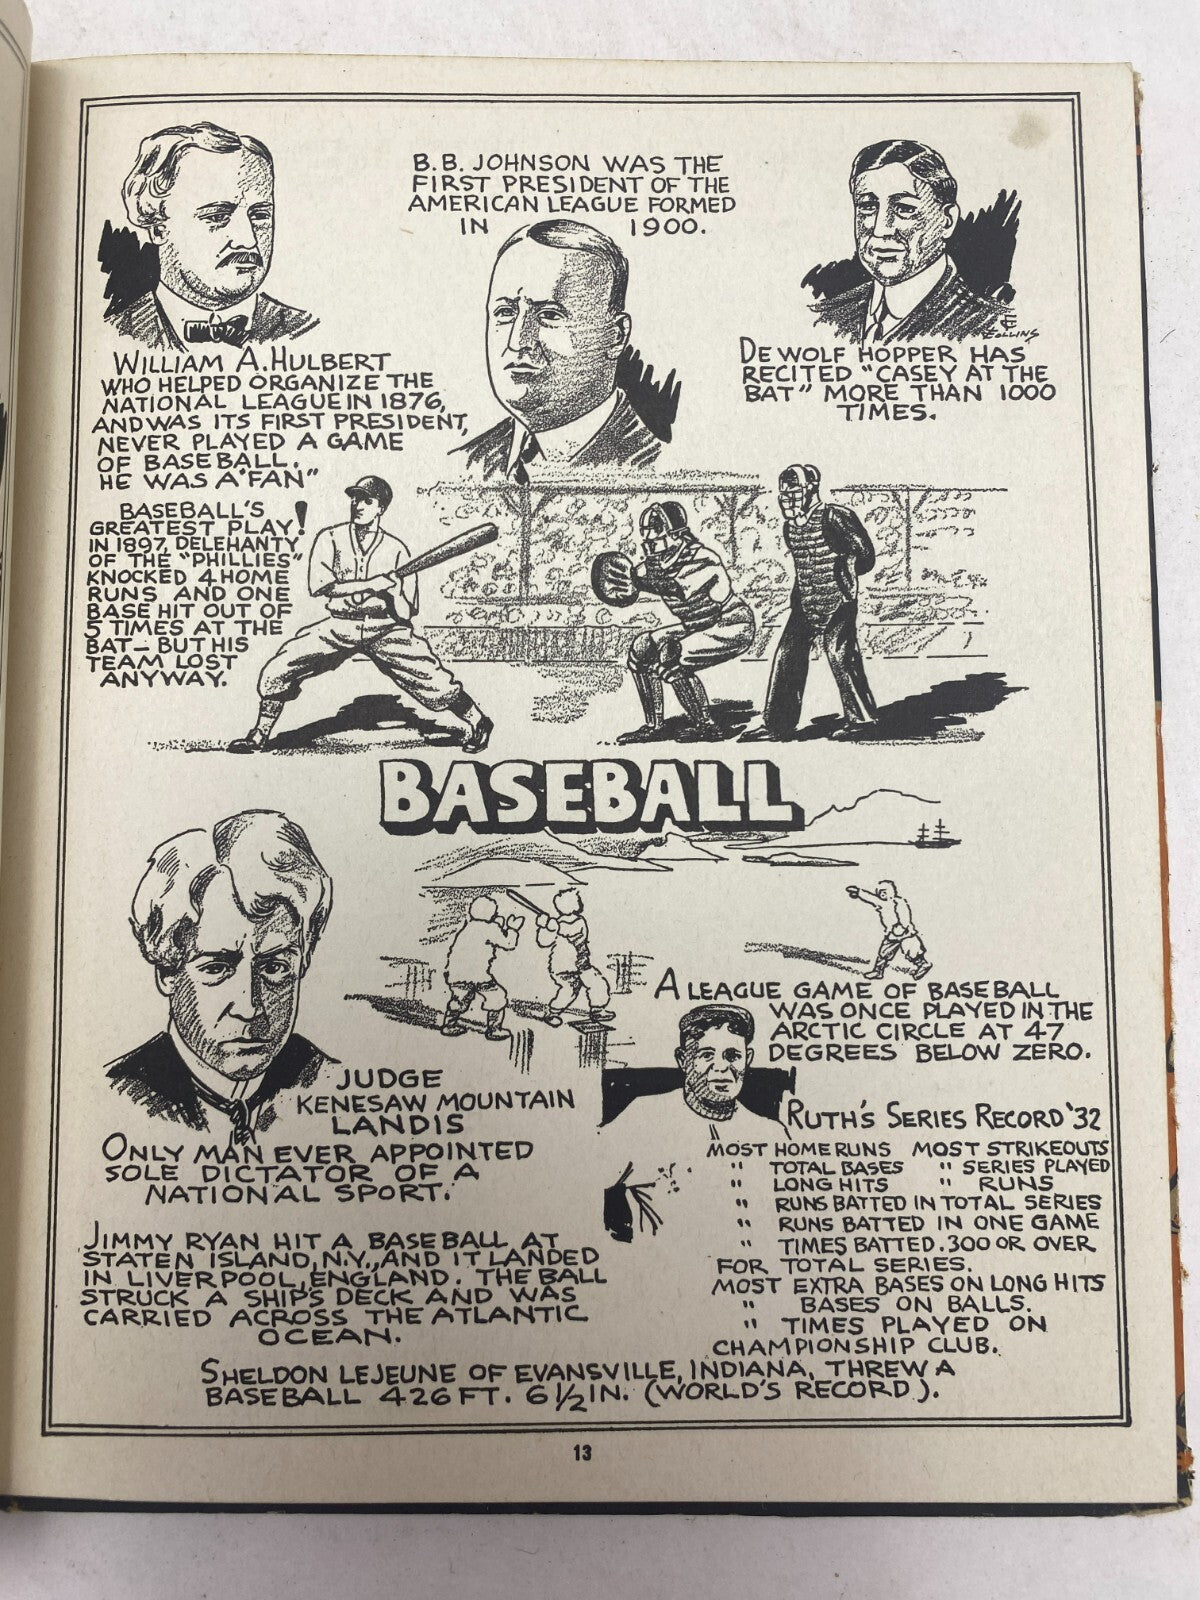 B.B. JOHNSON WAS THE
FIRST PRESIDENT OF THE
AMERICAN LEAGUE FORMED
IN 1900.
WILLIAM A. HULBERT
WHO HELPED ORGANIZE THE
NATIONAL LEAGUE IN 1876,
AND WAS ITS FIRST PRESIDENT,
NEVER PLAYED A GAME
OF BASEBALL.
HE WAS A "FAN"
COLLINS
DE WOLF HOPPER HAS
RECITED "CASEY AT THE
BAT" MORE THAN 1000
TIMES.
BASEBALL'S
GREATEST PLAY!
IN 1897, DELEHANTY
OF THE "PHILLIES"
KNOCKED 4 HOME
RUNS AND ONE
BASE HIT OUT OF
5 TIMES AT THE
BAT - BUT HIS
TEAM LOST
ANYWAY.
BASEBALL
JUDGE
KENESAW MOUNTAIN
LANDIS
ONLY MAN EVER APPOINTED
SOLE DICTATOR OF A
NATIONAL SPORT.
A LEAGUE GAME OF BASEBALL
WAS ONCE PLAYED IN THE
ARCTIC CIRCLE AT 47
DEGREES BELOW ZERO.
RUTH'S SERIES RECORD '32
MOST HOME RUNS MOST STRIKEOUTS
" TOTAL BASES " SERIES PLAYED
" LONG HITS " RUNS
" RUNS BATTED IN TOTAL SERIES
" RUNS BATTED IN ONE GAME
" TIMES BATTED .300 OR OVER
FOR TOTAL SERIES.
MOST EXTRA BASES ON LONG HITS
" BASES ON BALLS.
" TIMES PLAYED ON
CHAMPIONSHIP CLUB.
JIMMY RYAN HIT A BASEBALL AT
STATEN ISLAND, N.Y., AND IT LANDED
IN LIVERPOOL, ENGLAND. THE BALL
STRUCK A SHIP'S DECK AND WAS
CARRIED ACROSS THE ATLANTIC
OCEAN.
SHELDON LEJEUNE OF EVANSVILLE, INDIANA, THREW A
BASEBALL 426 FT. 6 1/2 IN. (WORLD'S RECORD).
13